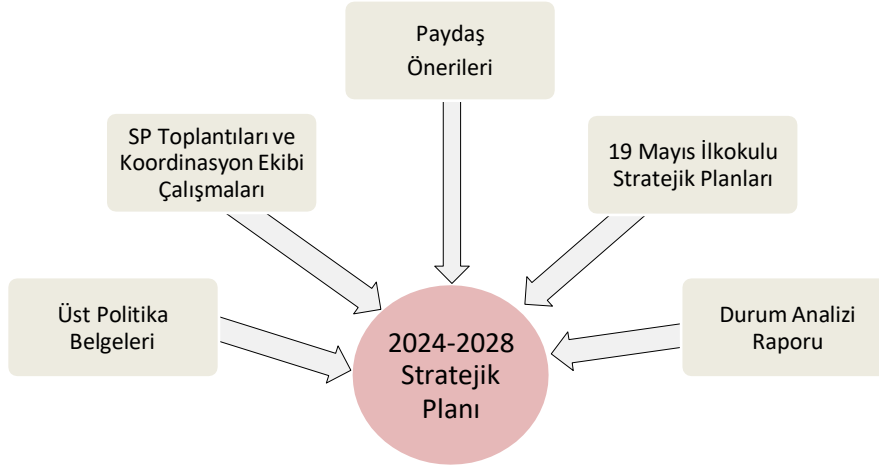 Paydaş
Önerileri
SP Toplantıları ve
Koordinasyon Ekibi
Çalışmaları
19 Mayıs İlkokulu
Stratejik Planları
Üst Politika
Belgeleri
Durum Analizi
Raporu
2024-2028
Stratejik
Planı